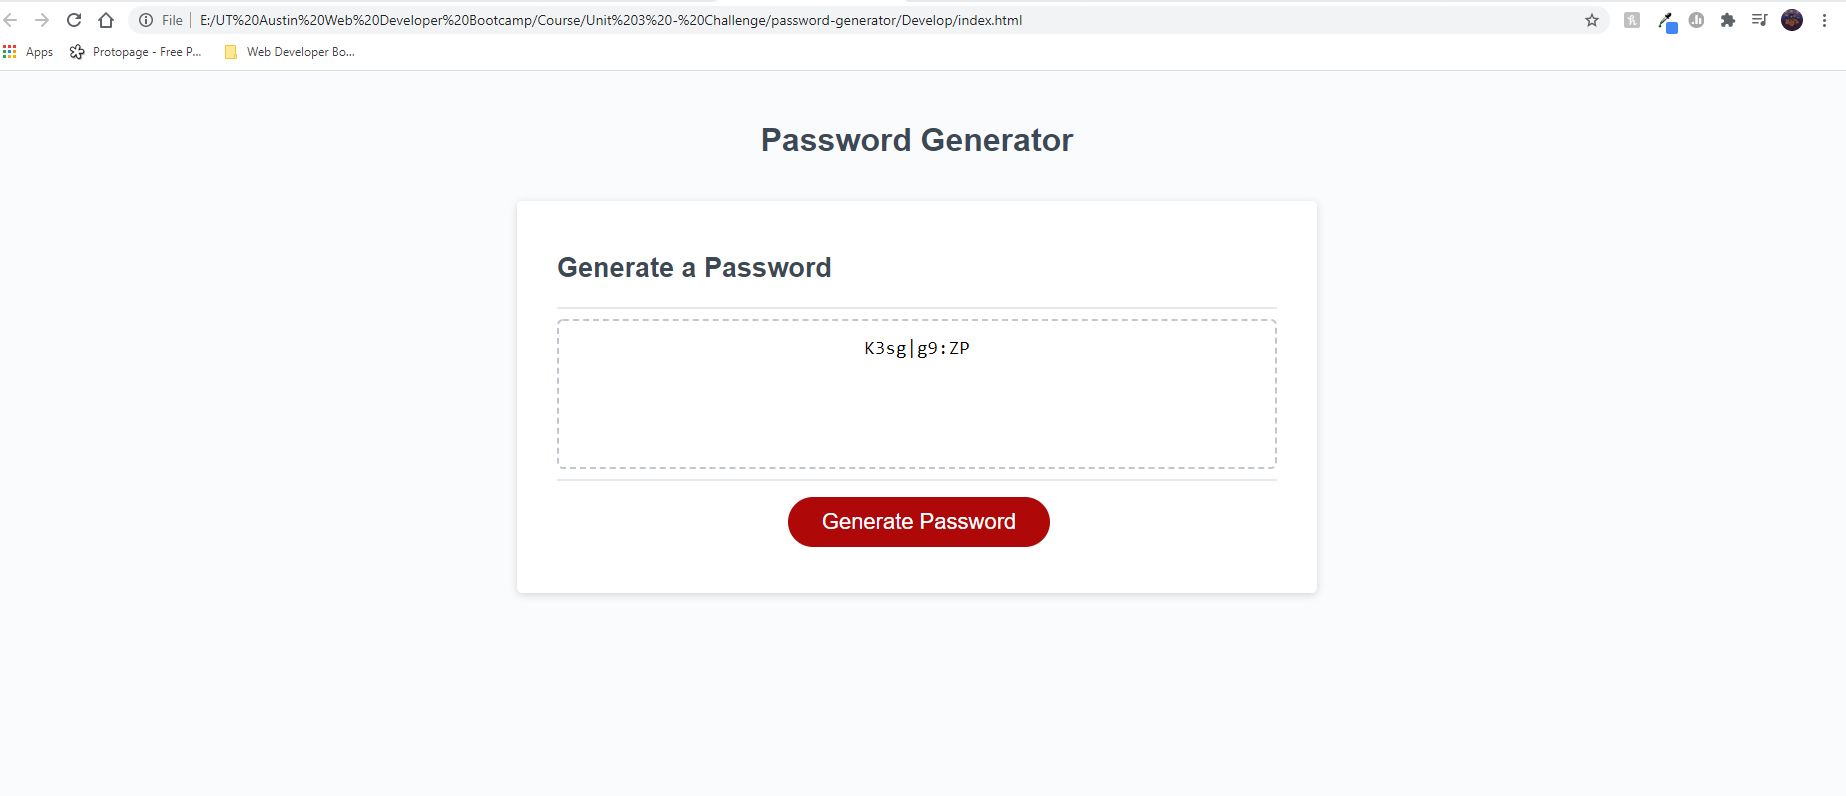 File | E:/UT%20Austin%20Web%20Developer%20Bootcamp/Course/Unit%203%20-%20Challenge/password-generator/Develop/index.html
Apps Protopage - Free P... Web Developer Bo...
Password Generator
Generate a Password
K3sg|g9:ZP
Generate Password